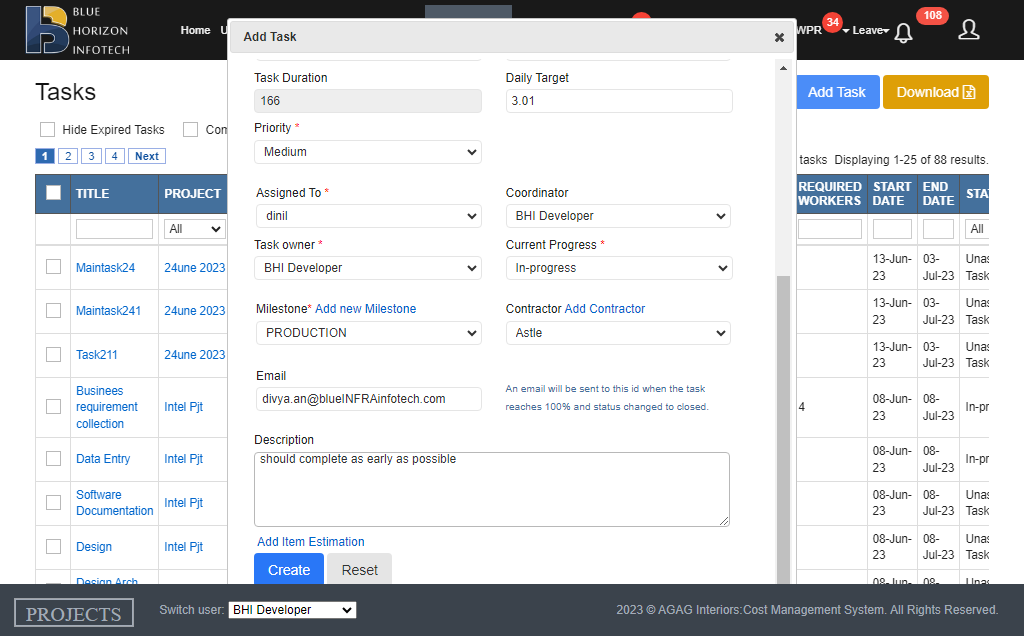 BLUE
HORIZON
INFOTECH
Home
WPR
34
Leave
108
Add Task
Tasks
Add Task
Download
Hide Expired Tasks
1 2 3 4 Next
tasks Displaying 1-25 of 88 results.
Task Duration
Daily Target
166
3.01
Priority *
Medium
Assigned To *
Coordinator
dinil
BHI Developer
Task owner *
Current Progress *
BHI Developer
In-progress
Milestone* Add new Milestone
Contractor Add Contractor
PRODUCTION
Astle
Email
divya.an@blueINFRAinfotech.com
An email will be sent to this id when the task
reaches 100% and status changed to closed.
Description
should complete as early as possible
Add Item Estimation
Create
Reset
TITLE
PROJECT
REQUIRED
WORKERS
START
DATE
END
DATE
All
All
Maintask24
24une 2023
13-Jun-
23
03-
Jul-23
Task
Maintask241
24une 2023
13-Jun-
23
03-
Jul-23
Task
Task211
24une 2023
13-Jun-
23
03-
Jul-23
Task
Businees
requirement
collection
Intel Pjt
4
08-Jun-
23
08-
Jul-23
In-pr
Data Entry
Intel Pjt
08-Jun-
23
08-
Jul-23
In-pr
Software
Documentation
Intel Pjt
08-Jun-
23
08-
Jul-23
Task
Design
Intel Pjt
08-Jun-
23
08-
Jul-23
Task
Design Arch
08-Jun-
08-
PROJECTS
Switch user:
BHI Developer
2023 © AGAG Interiors:Cost Management System. All Rights Reserved.